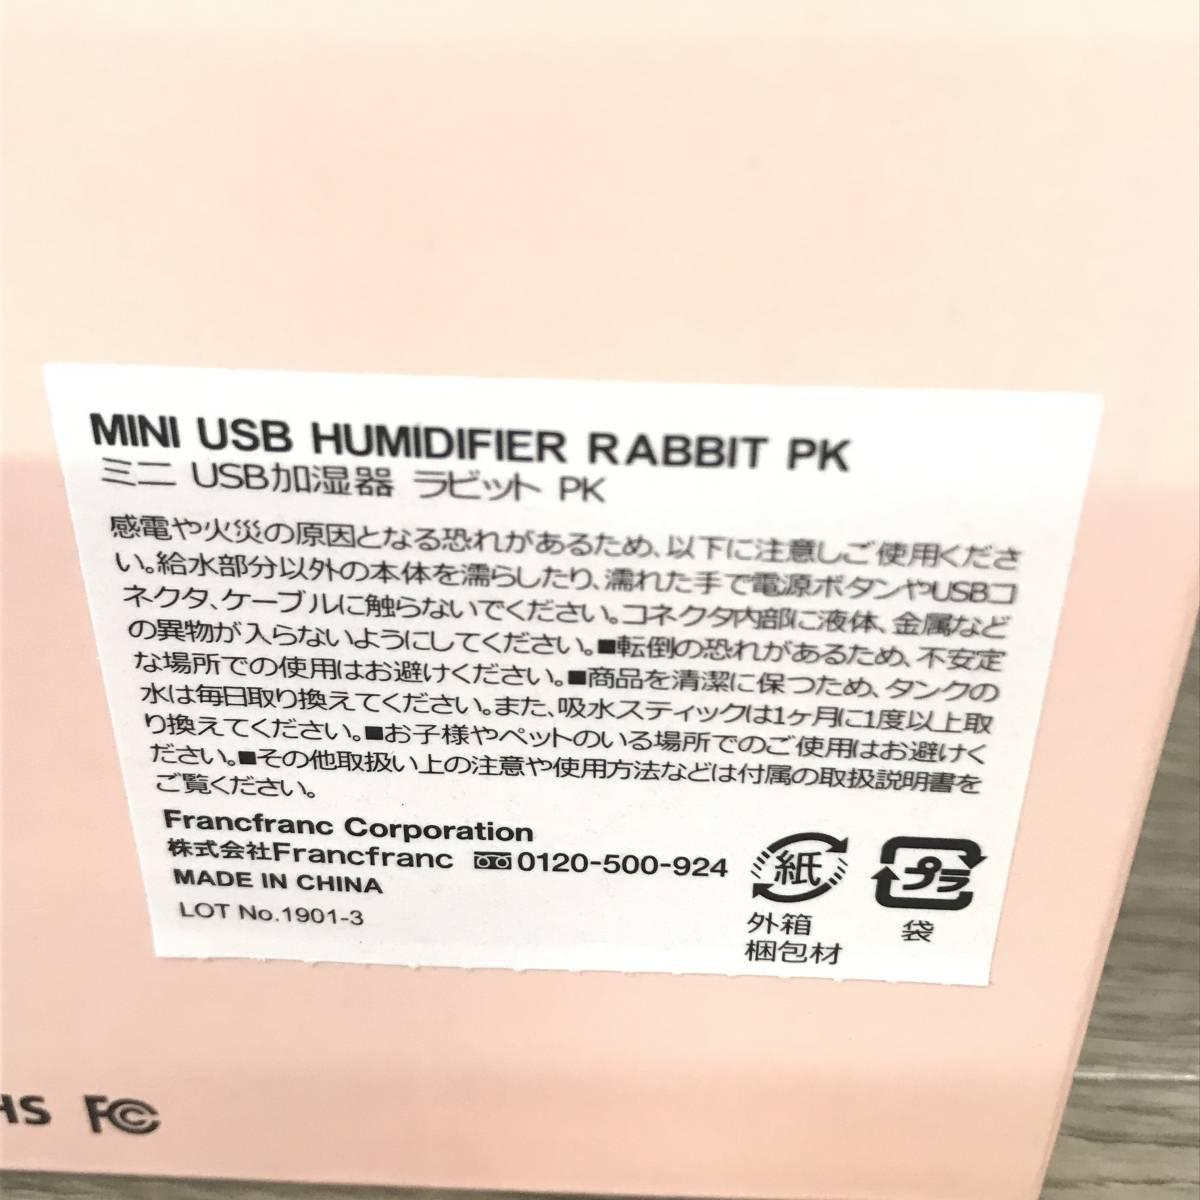 MINI USB HUMIDIFIER RABBIT PK
ミニ USB加湿器 ラビット PK
感電や火災の原因となる恐れがあるため、以下に注意しご使用くださ
い。給水部分以外の本体を濡らしたり、濡れた手で電源ボタンやUSBコ
ネクタ、ケーブルに触らないでください。コネクタ内部に液体、金属など
の異物が入らないようにしてください。■転倒の恐れがあるため、不安定
な場所での使用はお避けください。■商品を清潔に保つため、タンクの
水は毎日取り換えてください。また、吸水スティックは1ヶ月に1度以上取
り換えてください。■お子様やペットのいる場所でのご使用はお避けく
ださい。■その他取扱い上の注意や使用方法などは付属の取扱説明書を
ご覧ください。
Francfranc Corporation
株式会社Francfranc 0120-500-924
MADE IN CHINA
LOT No.1901-3
紙
外箱
梱包材
プラ
袋
HS FC